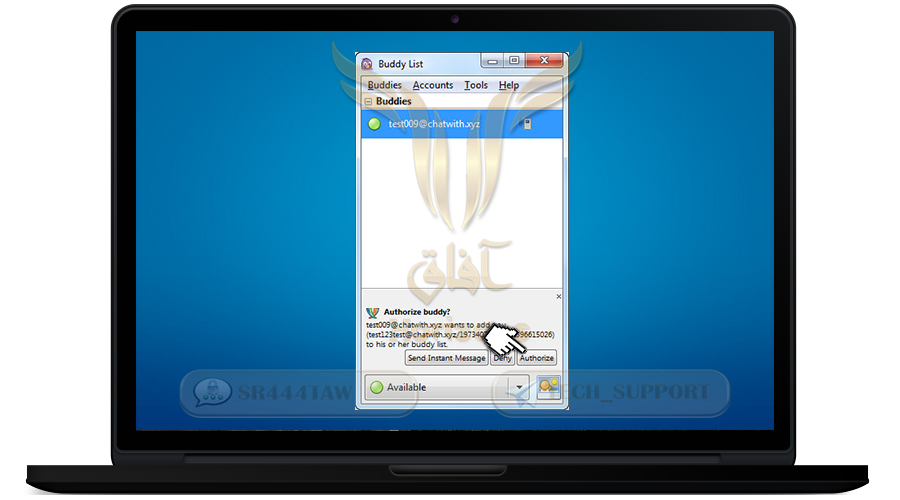 Buddy List
Buddies Accounts Tools Help
Buddies
test009@chatwith.xyz
آفاق
Authorize buddy?
test009@chatwith.xyz wants to add
(test123test@chatwith.xyz/
96615026)
to his or her buddy list.
Send Instant Message Deny Authorize
Available
SR444TAW
TECH_SUPPORT